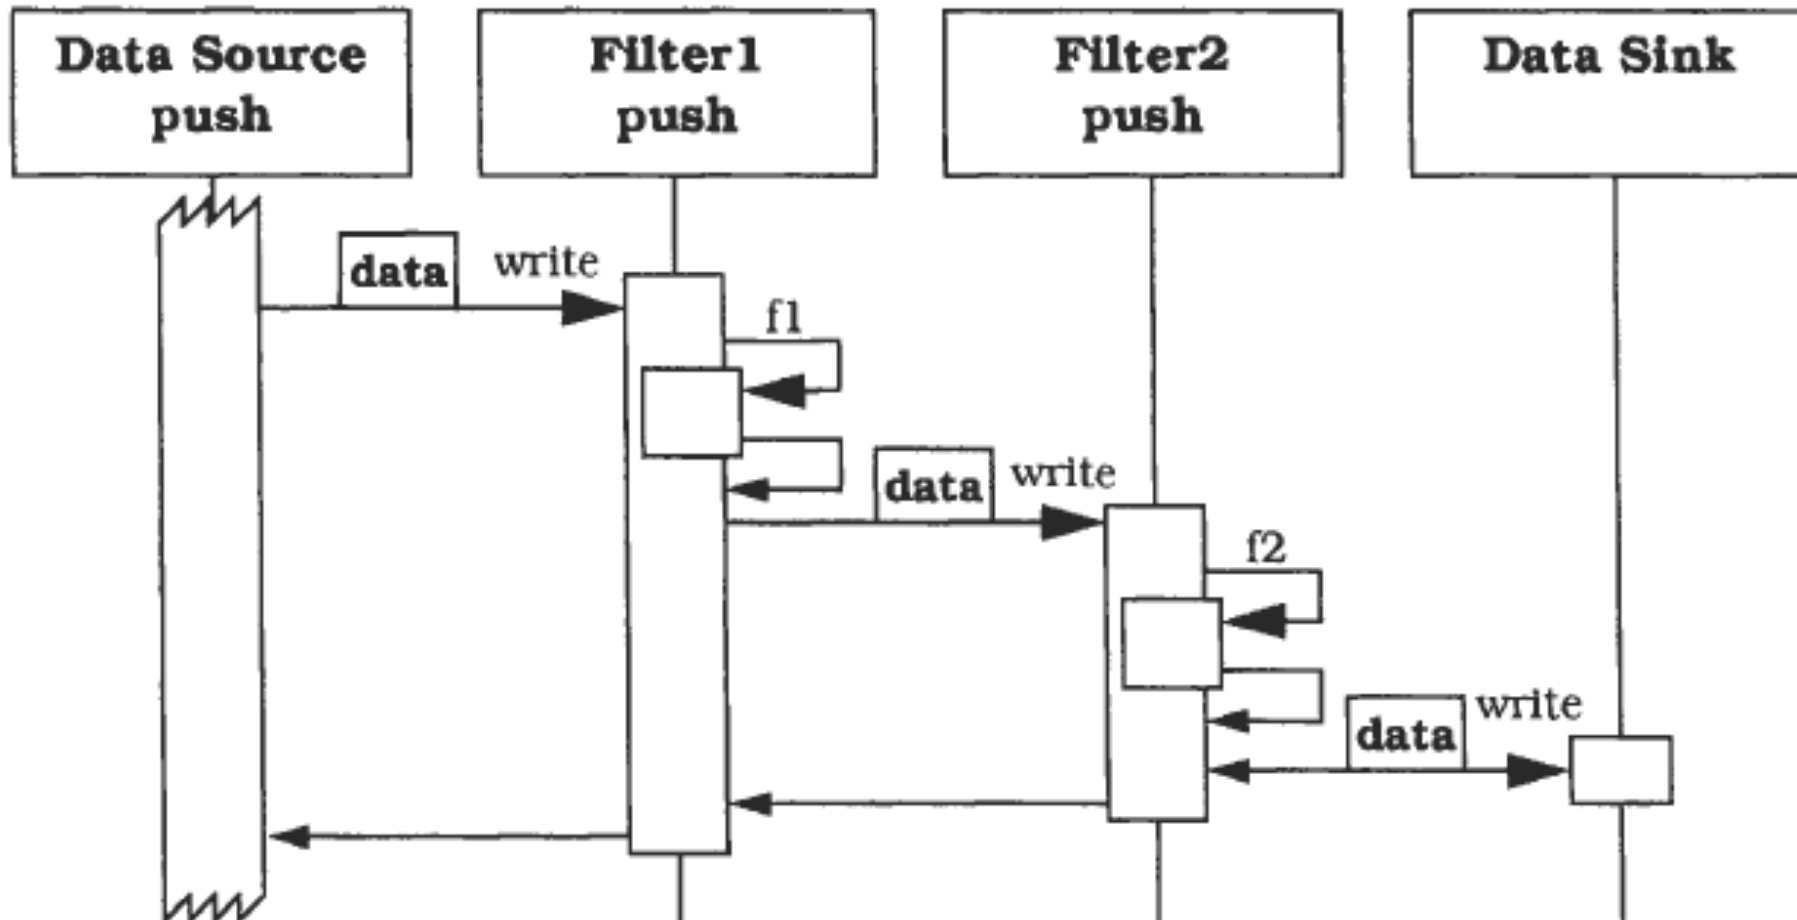 Data Source
push
Filter1
push
Filter2
push
Data Sink
data
write
f1
data
write
f2
data
write